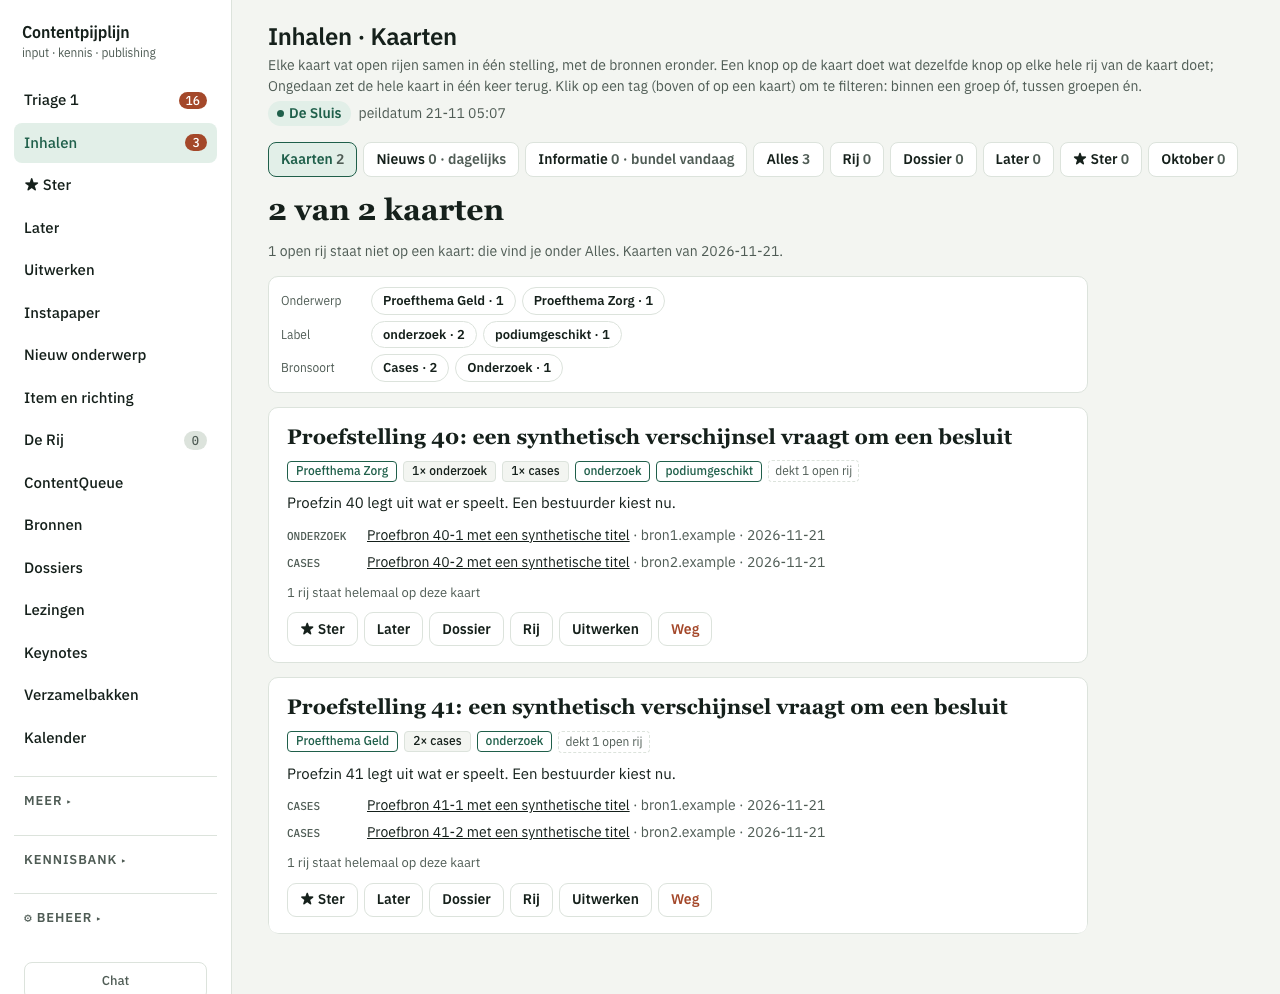 Contentpijplijn
input · kennis · publishing
Triage 1 16
Inhalen 3
★ Ster
Later
Uitwerken
Instapaper
Nieuw onderwerp
Item en richting
De Rij 0
ContentQueue
Bronnen
Dossiers
Lezingen
Keynotes
Verzamelbakken
Kalender
MEER ▸
KENNISBANK ▸
⚙ BEHEER ▸
Chat
Inhalen · Kaarten
Elke kaart vat open rijen samen in één stelling, met de bronnen eronder. Een knop op de kaart doet wat dezelfde knop op elke hele rij van de kaart doet;
Ongedaan zet de hele kaart in één keer terug. Klik op een tag (boven of op een kaart) om te filteren: binnen een groep óf, tussen groepen én.
● De Sluis peildatum 21-11 05:07
Kaarten 2 Nieuws 0 · dagelijks Informatie 0 · bundel vandaag Alles 3 Rij 0 Dossier 0 Later 0 ★ Ster 0 Oktober 0
2 van 2 kaarten
1 open rij staat niet op een kaart: die vind je onder Alles. Kaarten van 2026-11-21.
Onderwerp Proefthema Geld · 1 Proefthema Zorg · 1
Label onderzoek · 2 podiumgeschikt · 1
Bronsoort Cases · 2 Onderzoek · 1
Proefstelling 40: een synthetisch verschijnsel vraagt om een besluit
Proefthema Zorg 1× onderzoek 1× cases onderzoek podiumgeschikt dekt 1 open rij
Proefzin 40 legt uit wat er speelt. Een bestuurder kiest nu.
ONDERZOEK Proefbron 40-1 met een synthetische titel · bron1.example · 2026-11-21
CASES Proefbron 40-2 met een synthetische titel · bron2.example · 2026-11-21
1 rij staat helemaal op deze kaart
★ Ster Later Dossier Rij Uitwerken Weg
Proefstelling 41: een synthetisch verschijnsel vraagt om een besluit
Proefthema Geld 2× cases onderzoek dekt 1 open rij
Proefzin 41 legt uit wat er speelt. Een bestuurder kiest nu.
CASES Proefbron 41-1 met een synthetische titel · bron1.example · 2026-11-21
CASES Proefbron 41-2 met een synthetische titel · bron2.example · 2026-11-21
1 rij staat helemaal op deze kaart
★ Ster Later Dossier Rij Uitwerken Weg